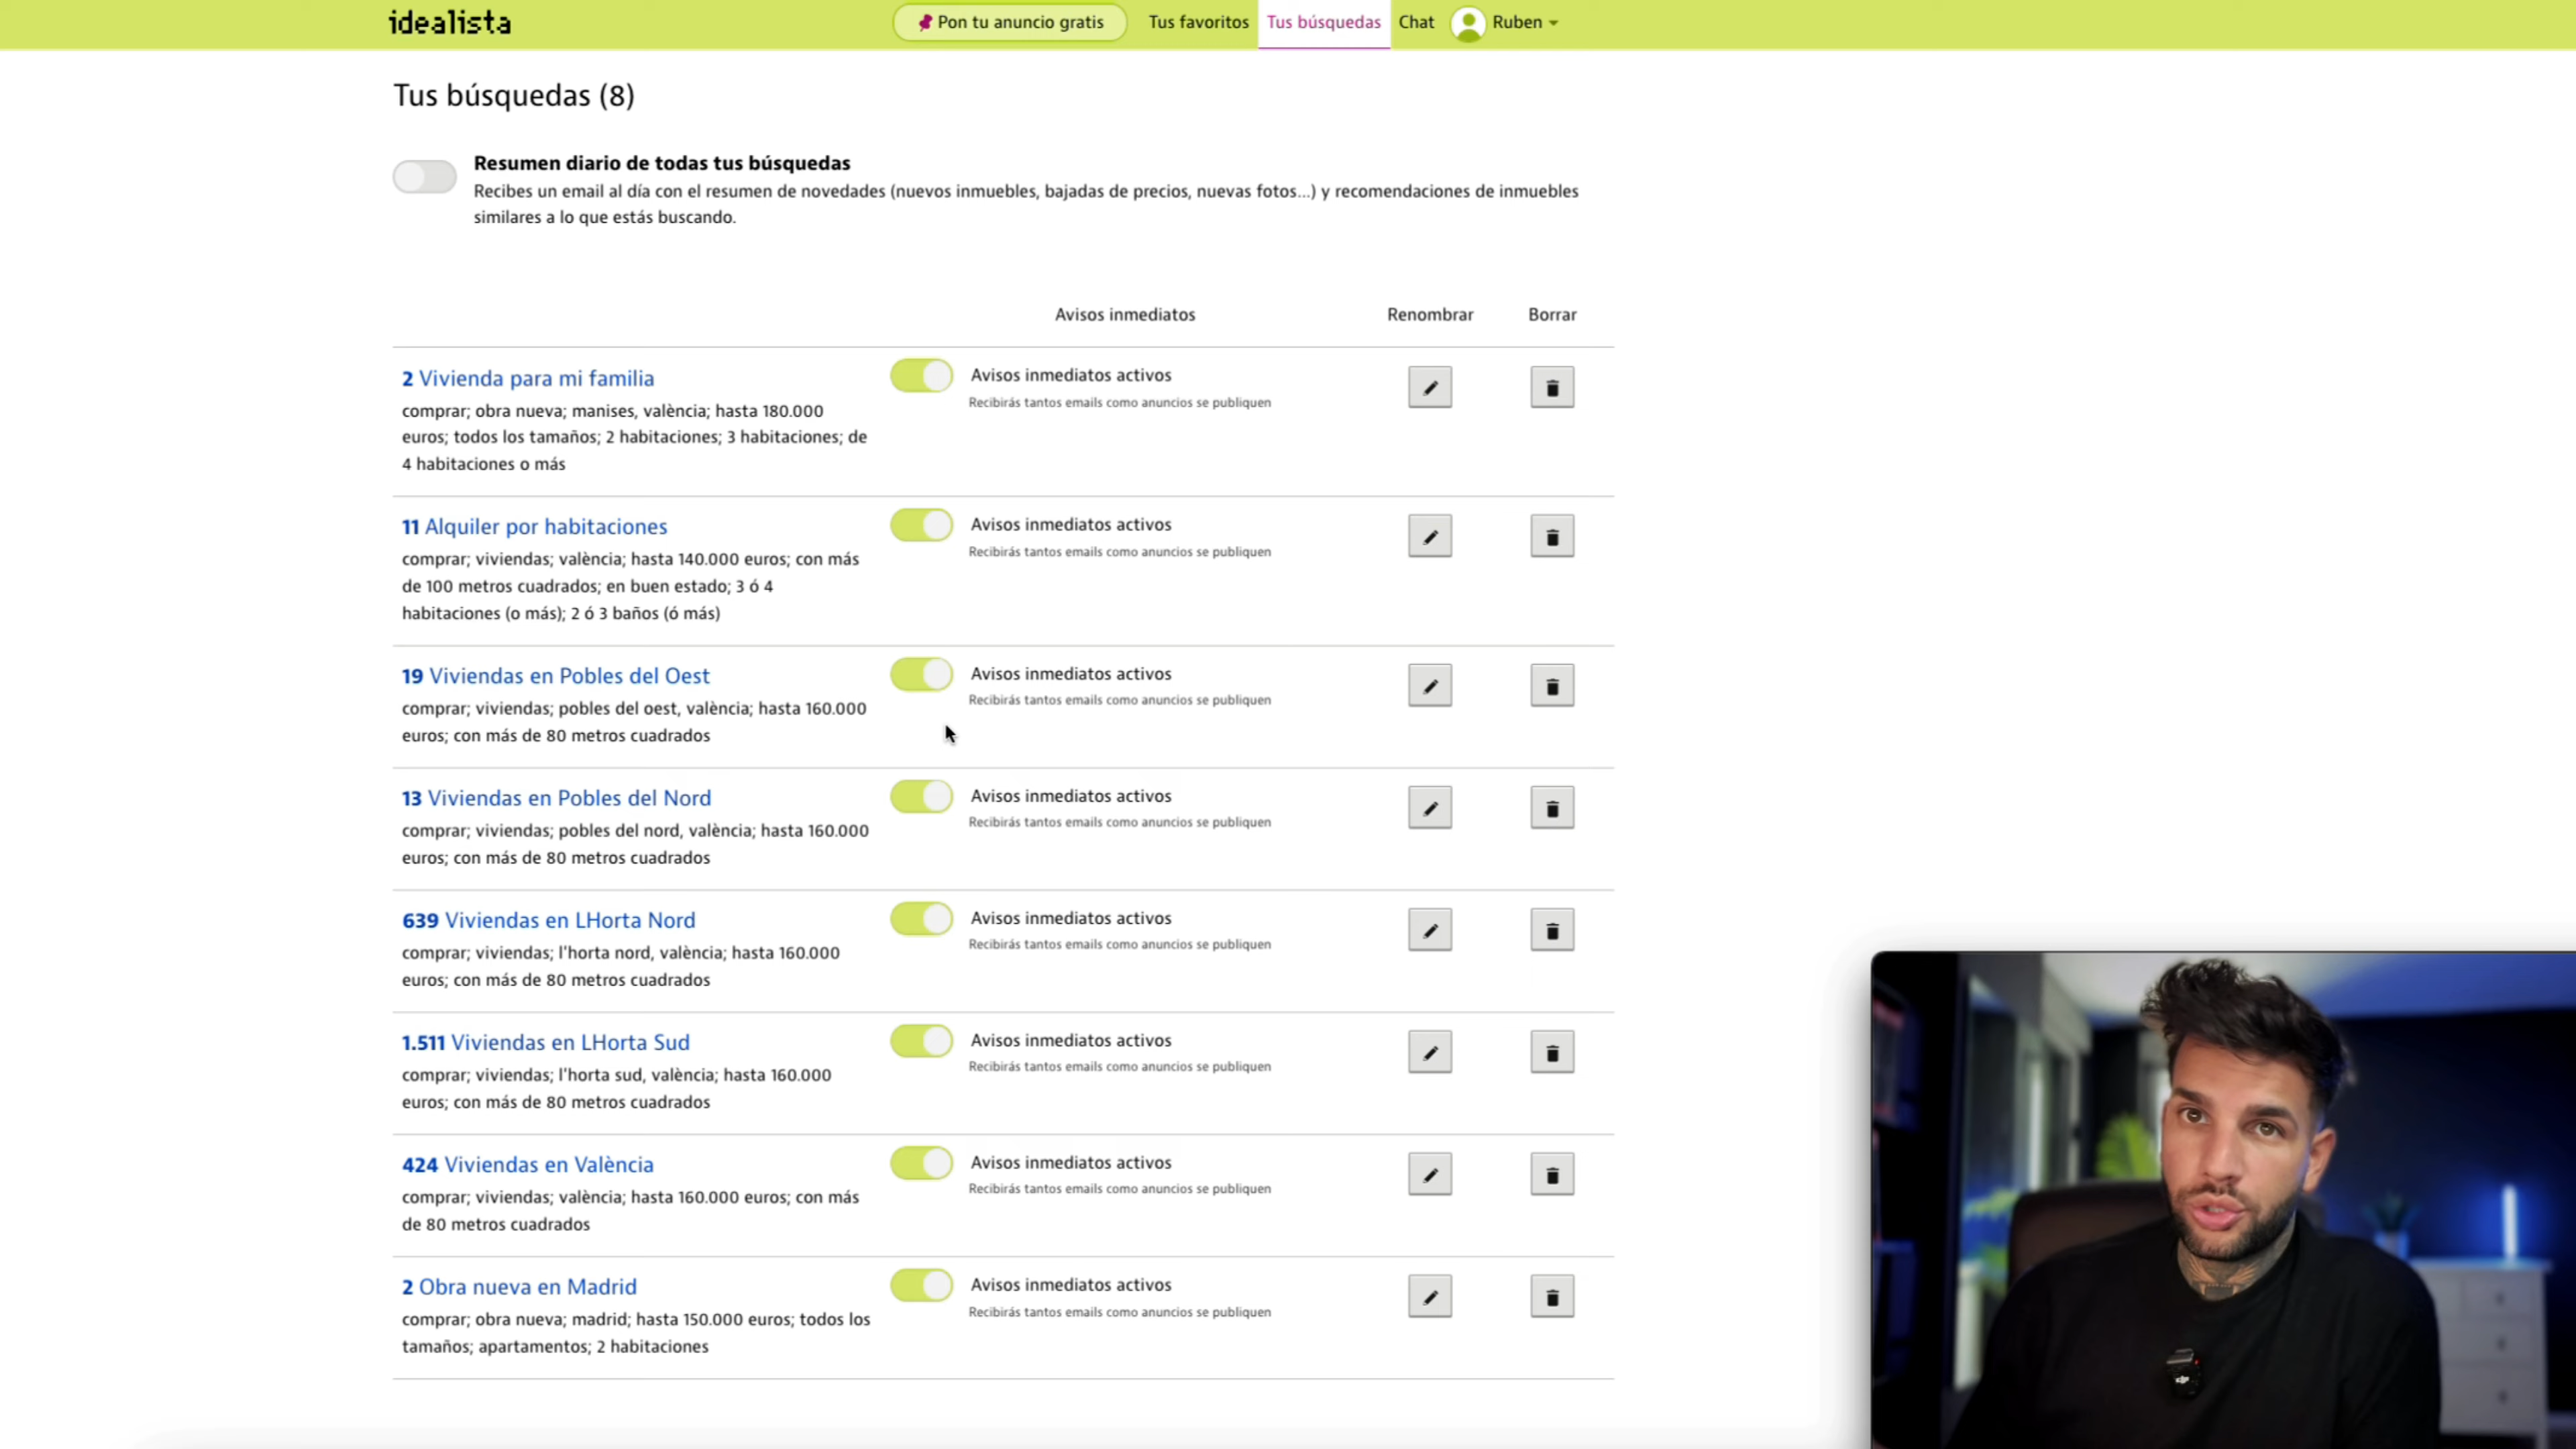 idealista
Pon tu anuncio gratis
Tus favoritos
Tus búsquedas
Chat
Ruben
Tus búsquedas (8)
Resumen diario de todas tus búsquedas
Recibes un email al día con el resumen de novedades (nuevos inmuebles, bajadas de precios, nuevas fotos...) y recomendaciones de inmuebles
similares a lo que estás buscando.
Avisos inmediatos
Renombrar
Borrar
2 Vivienda para mi familia
comprar; obra nueva; manises, valència; hasta 180.000
euros; todos los tamaños; 2 habitaciones; 3 habitaciones; de
4 habitaciones o más
Avisos inmediatos activos
Recibirás tantos emails como anuncios se publiquen
11 Alquiler por habitaciones
comprar; viviendas; valència; hasta 140.000 euros; con más
de 100 metros cuadrados; en buen estado; 3 ó 4
habitaciones (o más); 2 ó 3 baños (ó más)
Avisos inmediatos activos
Recibirás tantos emails como anuncios se publiquen
19 Viviendas en Pobles del Oest
comprar; viviendas; pobles del oest, valència; hasta 160.000
euros; con más de 80 metros cuadrados
Avisos inmediatos activos
Recibirás tantos emails como anuncios se publiquen
13 Viviendas en Pobles del Nord
comprar; viviendas; pobles del nord, valència; hasta 160.000
euros; con más de 80 metros cuadrados
Avisos inmediatos activos
Recibirás tantos emails como anuncios se publiquen
639 Viviendas en LHorta Nord
comprar; viviendas; l'horta nord, valència; hasta 160.000
euros; con más de 80 metros cuadrados
Avisos inmediatos activos
Recibirás tantos emails como anuncios se publiquen
1.511 Viviendas en LHorta Sud
comprar; viviendas; l'horta sud, valència; hasta 160.000
euros; con más de 80 metros cuadrados
Avisos inmediatos activos
Recibirás tantos emails como anuncios se publiquen
424 Viviendas en València
comprar; viviendas; valència; hasta 160.000 euros; con más
de 80 metros cuadrados
Avisos inmediatos activos
Recibirás tantos emails como anuncios se publiquen
2 Obra nueva en Madrid
comprar; obra nueva; madrid; hasta 150.000 euros; todos los
tamaños; apartamentos; 2 habitaciones
Avisos inmediatos activos
Recibirás tantos emails como anuncios se publiquen
dji